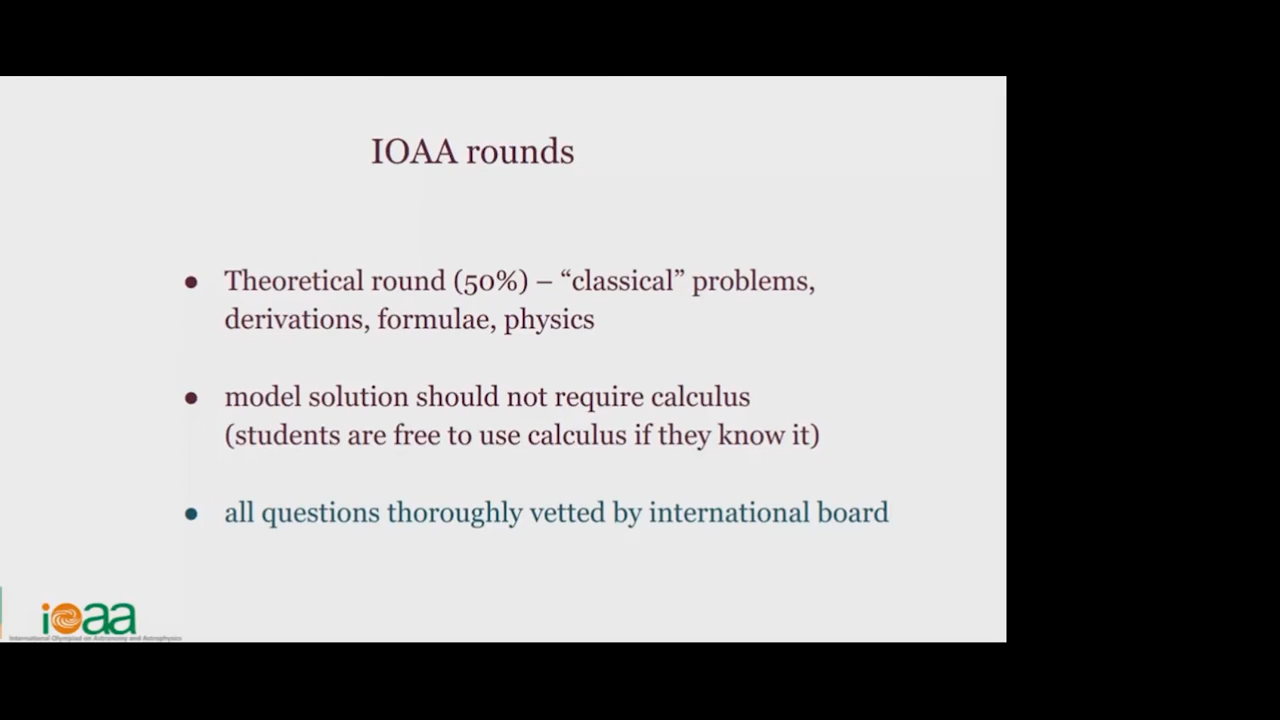 IOAA rounds
● Theoretical round (50%) – “classical” problems,
derivations, formulae, physics
● model solution should not require calculus
(students are free to use calculus if they know it)
● all questions thoroughly vetted by international board
ioaa
International Olympiad on Astronomy and Astrophysics